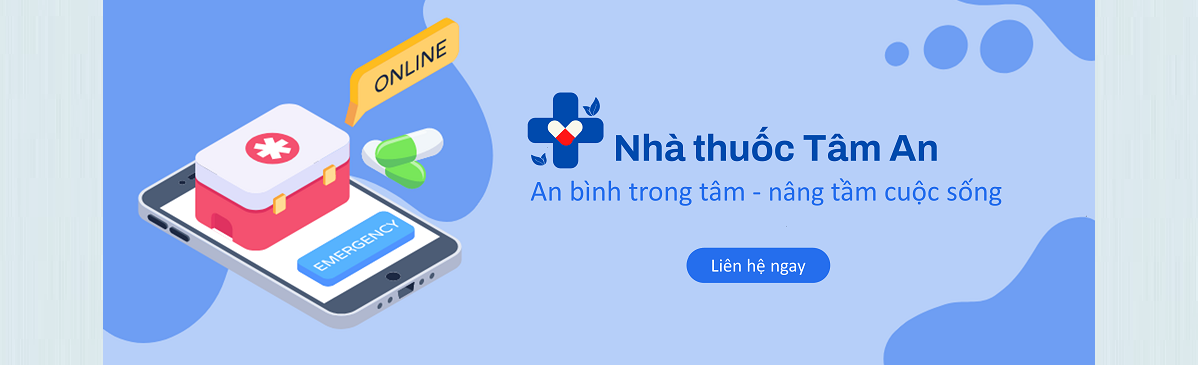 ONLINE
EMERGENCY
Nhà thuốc Tâm An
An bình trong tâm - nâng tầm cuộc sống
Liên hệ ngay